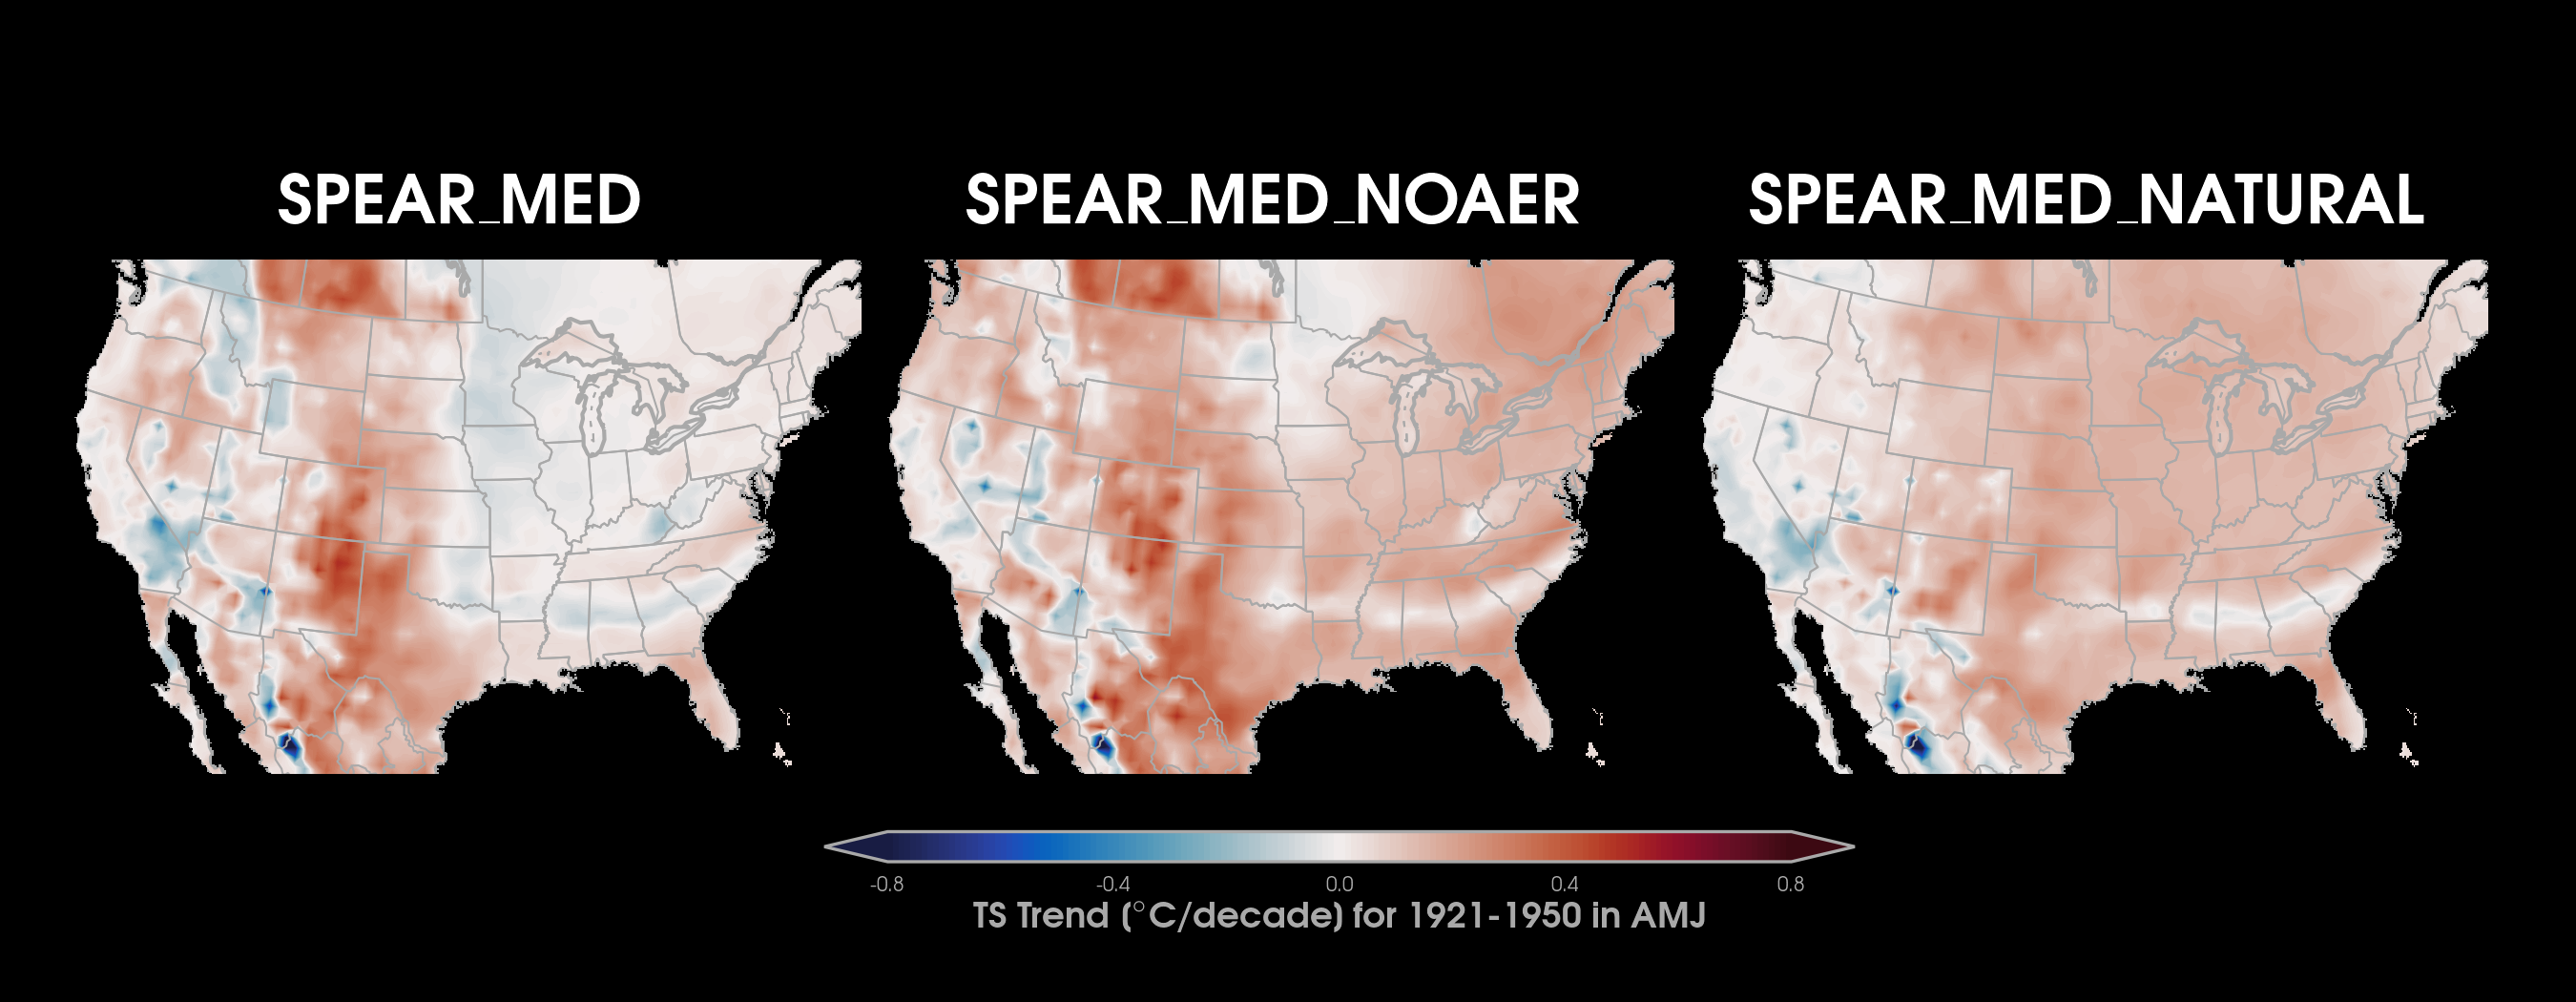 SPEAR_MED SPEAR_MED_NOAER SPEAR_MED_NATURAL
-0.8 -0.4 0.0 0.4 0.8
TS Trend (°C/decade) for 1921-1950 in AMJ